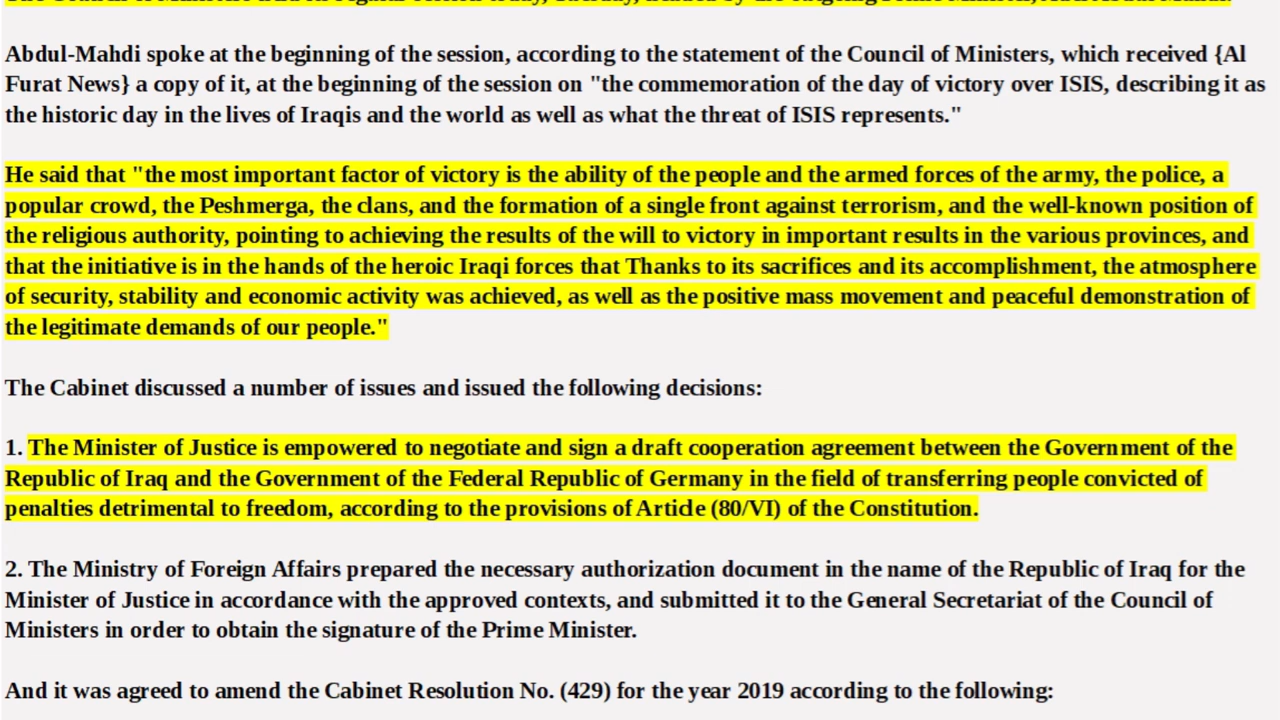 Abdul-Mahdi spoke at the beginning of the session, according to the statement of the Council of Ministers, which received {Al
Furat News} a copy of it, at the beginning of the session on "the commemoration of the day of victory over ISIS, describing it as
the historic day in the lives of Iraqis and the world as well as what the threat of ISIS represents."
He said that "the most important factor of victory is the ability of the people and the armed forces of the army, the police, a
popular crowd, the Peshmerga, the clans, and the formation of a single front against terrorism, and the well-known position of
the religious authority, pointing to achieving the results of the will to victory in important results in the various provinces, and
that the initiative is in the hands of the heroic Iraqi forces that Thanks to its sacrifices and its accomplishment, the atmosphere
of security, stability and economic activity was achieved, as well as the positive mass movement and peaceful demonstration of
the legitimate demands of our people."
The Cabinet discussed a number of issues and issued the following decisions:
1. The Minister of Justice is empowered to negotiate and sign a draft cooperation agreement between the Government of the
Republic of Iraq and the Government of the Federal Republic of Germany in the field of transferring people convicted of
penalties detrimental to freedom, according to the provisions of Article (80/VI) of the Constitution.
2. The Ministry of Foreign Affairs prepared the necessary authorization document in the name of the Republic of Iraq for the
Minister of Justice in accordance with the approved contexts, and submitted it to the General Secretariat of the Council of
Ministers in order to obtain the signature of the Prime Minister.
And it was agreed to amend the Cabinet Resolution No. (429) for the year 2019 according to the following: